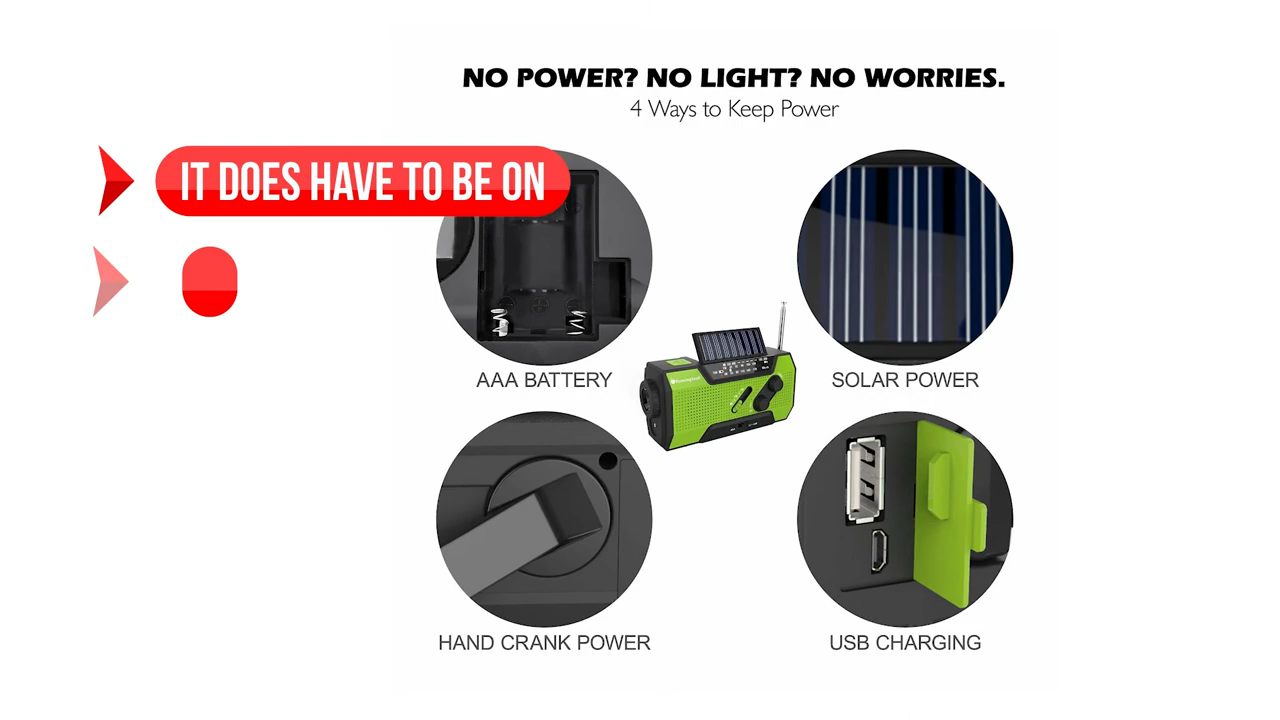 NO POWER? NO LIGHT? NO WORRIES.
4 Ways to Keep Power
IT DOES HAVE TO BE ON
AAA BATTERY
SOLAR POWER
HAND CRANK POWER
USB CHARGING